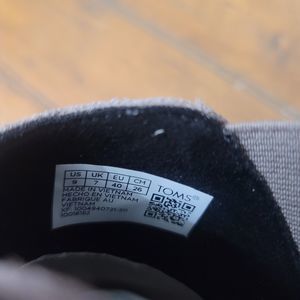 US UK EU CM
9 7 40 26
TOMS®
MADE IN VIETNAM
HECHO EN VIETNAM
FABRIQUÉ AU
VIETNAM